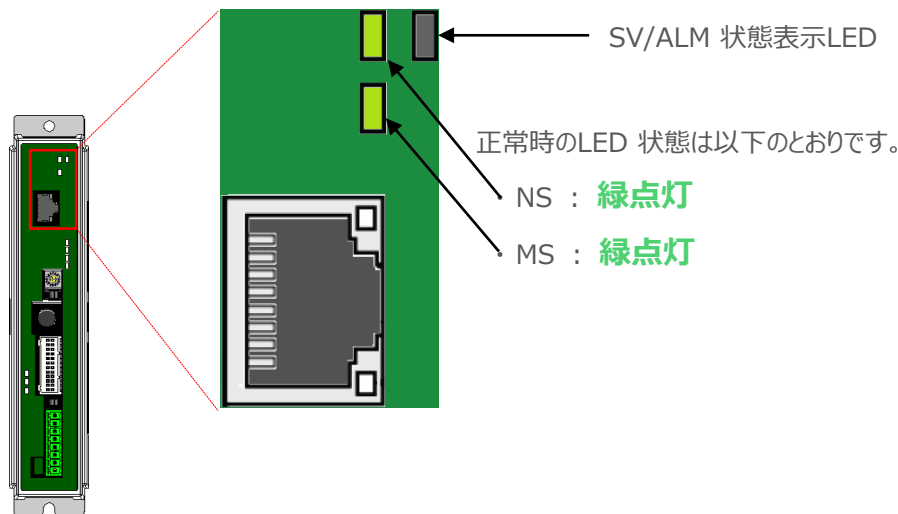 SV/ALM 状態表示LED
正常時のLED 状態は以下のとおりです。
・ NS : 緑点灯
・ MS : 緑点灯